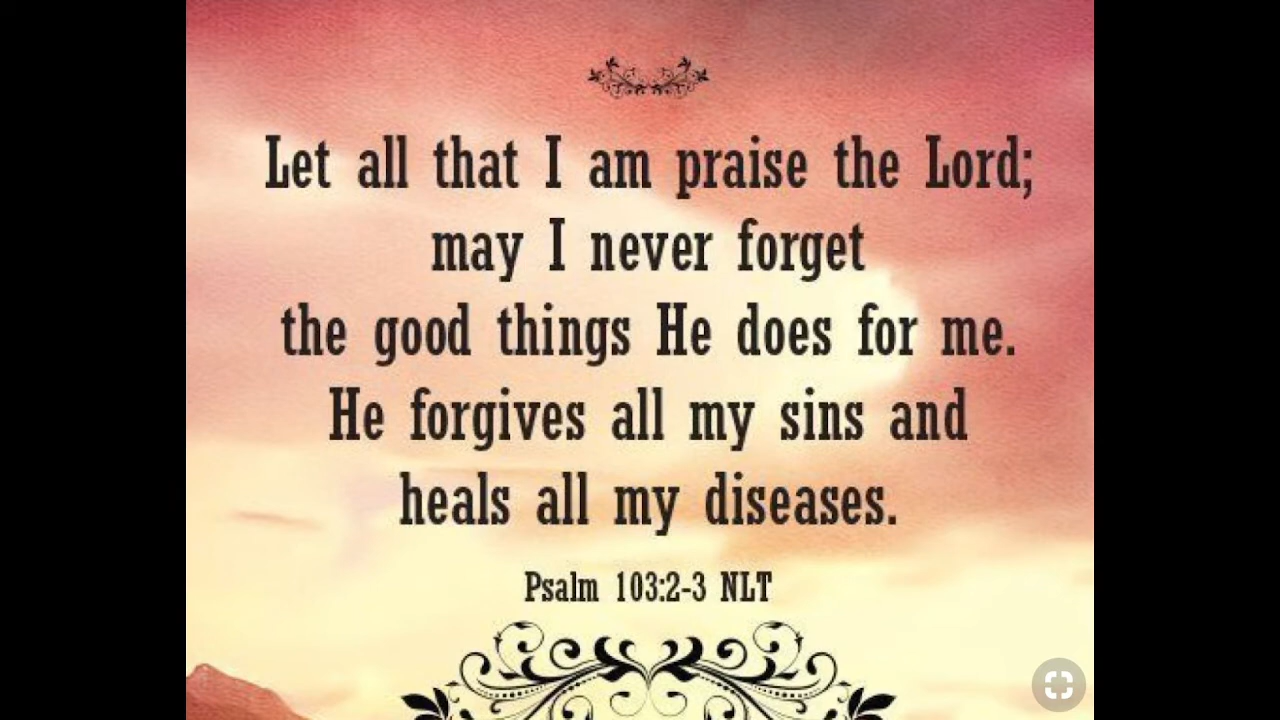 Let all that I am praise the Lord;
may I never forget
the good things He does for me.
He forgives all my sins and
heals all my diseases.
Psalm 103:2-3 NLT